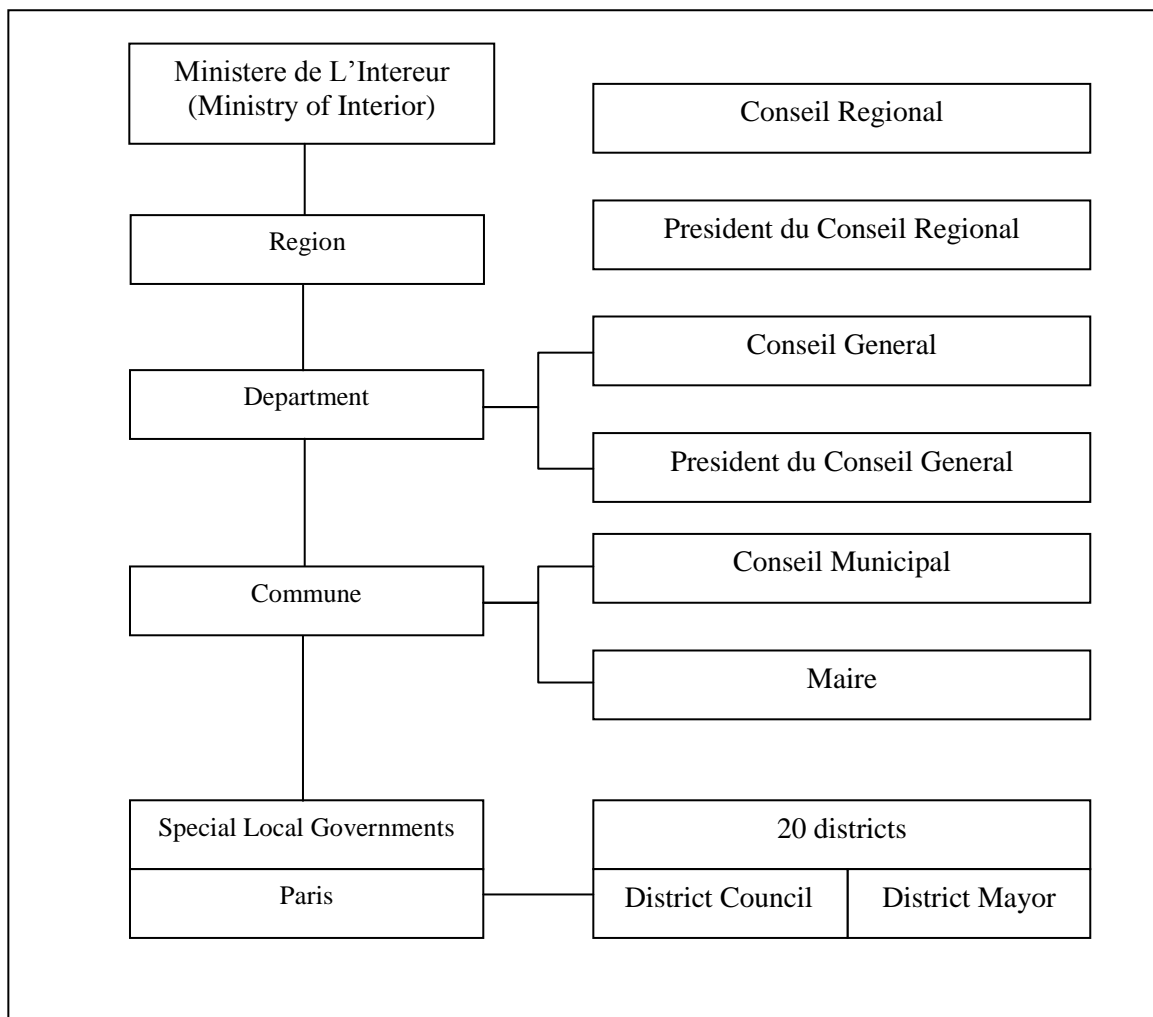 Ministere de L’Intereur
(Ministry of Interior)
Conseil Regional
Region
President du Conseil Regional
Department
Conseil General
President du Conseil General
Commune
Conseil Municipal
Maire
Special Local Governments
Paris
20 districts
District Council
District Mayor